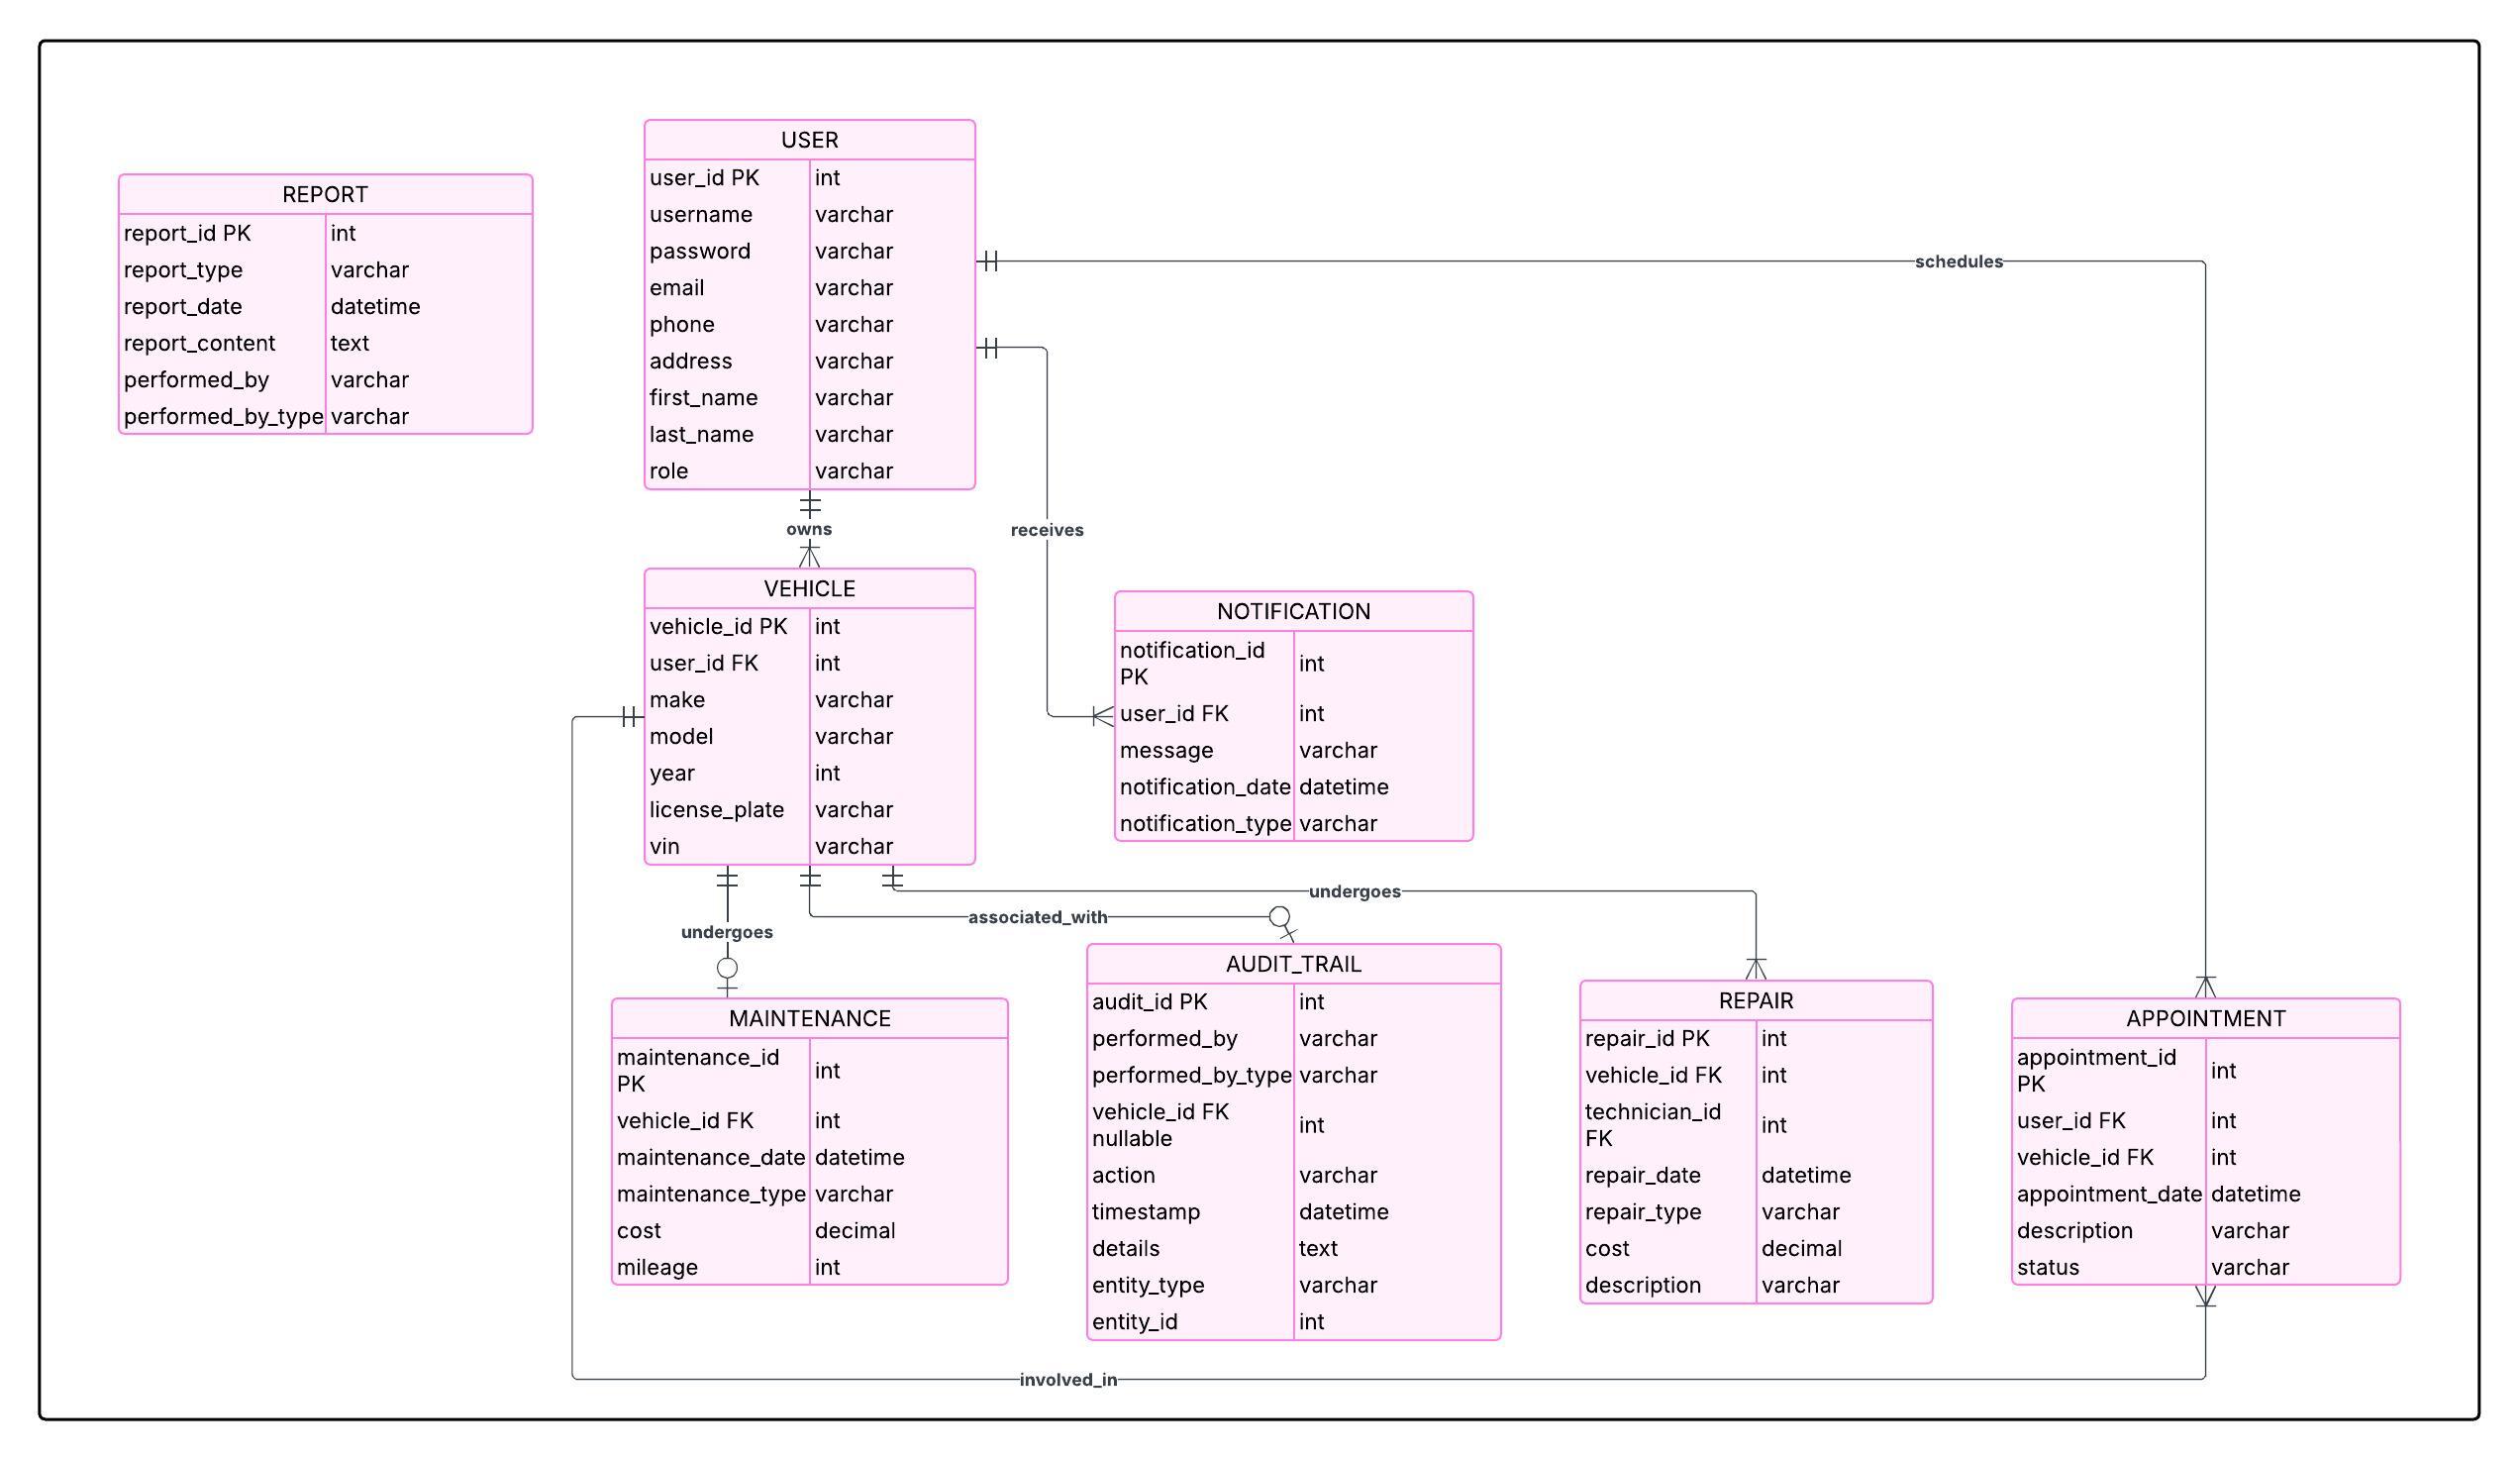 REPORT
report_id PK int
report_type varchar
report_date datetime
report_content text
performed_by varchar
performed_by_type varchar
USER
user_id PK int
username varchar
password varchar
email varchar
phone varchar
address varchar
first_name varchar
last_name varchar
role varchar
schedules
owns
receives
VEHICLE
vehicle_id PK int
user_id FK int
make varchar
model varchar
year int
license_plate varchar
vin varchar
NOTIFICATION
notification_id
PK
int
user_id FK int
message varchar
notification_date datetime
notification_type varchar
undergoes
associated_with
undergoes
MAINTENANCE
maintenance_id
PK
int
vehicle_id FK int
maintenance_date datetime
maintenance_type varchar
cost decimal
mileage int
AUDIT_TRAIL
audit_id PK int
performed_by varchar
performed_by_type varchar
vehicle_id FK
nullable
int
action varchar
timestamp datetime
details text
entity_type varchar
entity_id int
REPAIR
repair_id PK int
vehicle_id FK int
technician_id
FK
int
repair_date datetime
repair_type varchar
cost decimal
description varchar
APPOINTMENT
appointment_id
PK
int
user_id FK int
vehicle_id FK int
appointment_date datetime
description varchar
status varchar
involved_in